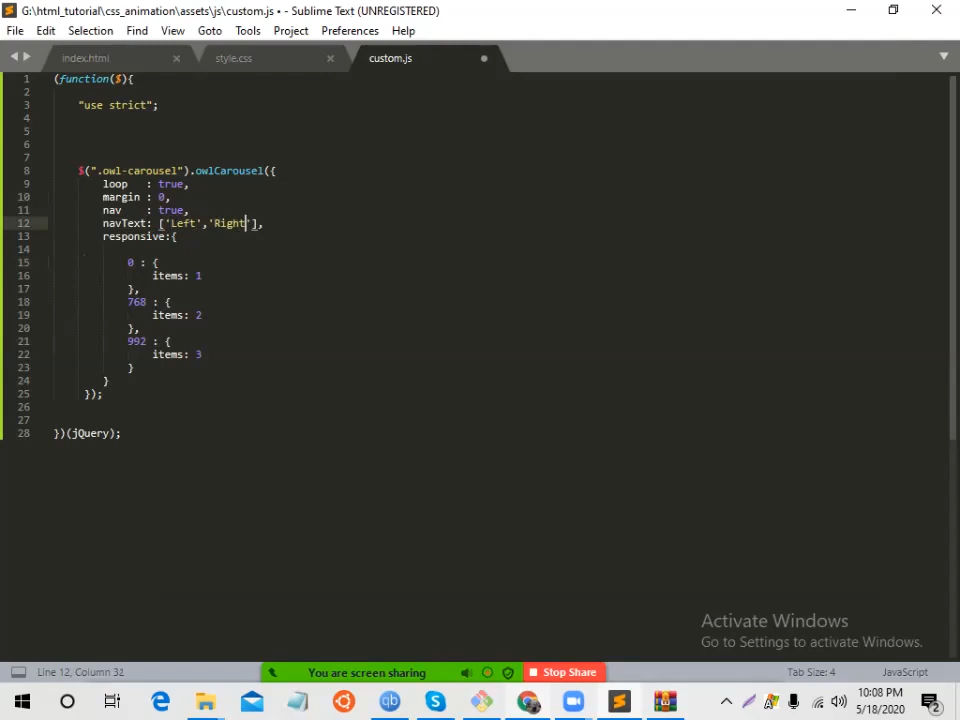 G:\html_tutorial\css_animation\assets\js\custom.js • - Sublime Text (UNREGISTERED)
File Edit Selection Find View Goto Tools Project Preferences Help
index.html style.css custom.js
1 (function($){
2
3 "use strict";
4
5
6
7
8 $(".owl-carousel").owlCarousel({
9 loop : true,
10 margin : 0,
11 nav : true,
12 navText: ['Left','Right'],
13 responsive:{
14
15 0 : {
16 items: 1
17 },
18 768 : {
19 items: 2
20 },
21 992 : {
22 items: 3
23 }
24 }
25 });
26
27
28 })(jQuery);
Activate Windows
Go to Settings to activate Windows.
Line 12, Column 32 You are screen sharing Stop Share Tab Size: 4 JavaScript
qb S 10:08 PM
5/18/2020 2